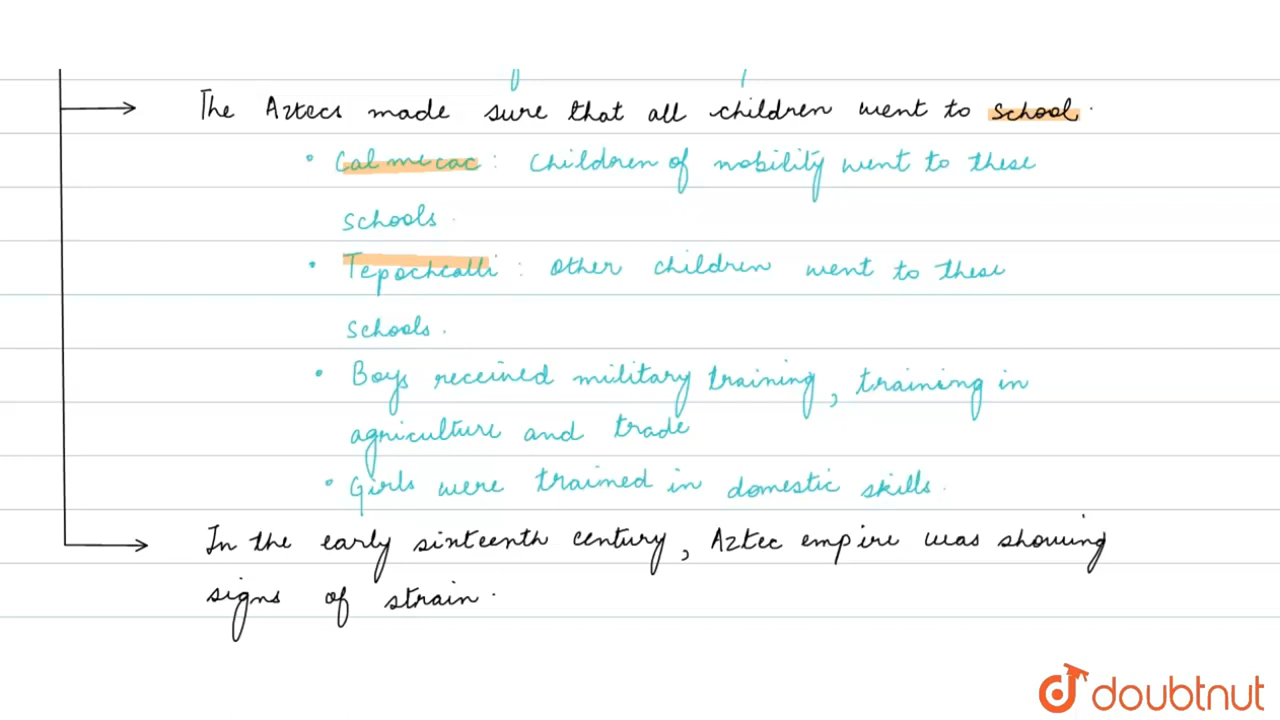 The Aztecs made sure that all children went to school.
• Calmecac : Children of nobility went to these
schools.
• Tepochcalli : other children went to these
schools.
• Boys received military training, training in
agriculture and trade
• Girls were trained in domestic skills.
In the early sixteenth century, Aztec empire was showing
signs of strain.
doubtnut